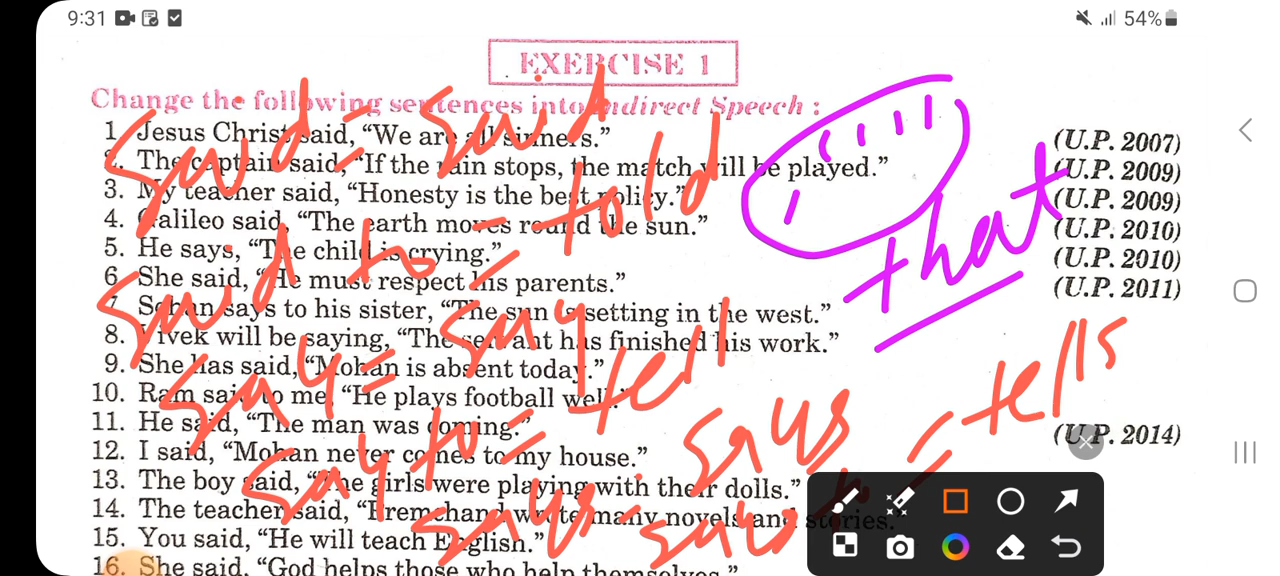 9:31
54%
EXERCISE 1
Change the following sentences into Indirect Speech :
1. Jesus Christ said, “We are all sinners.” (U.P. 2007)
2. The captain said, “If the rain stops, the match will be played.” (U.P. 2009)
3. My teacher said, “Honesty is the best policy.” (U.P. 2009)
4. Galileo said, “The earth moves round the sun.” (U.P. 2010)
5. He says, “The child is crying.” (U.P. 2010)
6. She said, “He must respect his parents.” (U.P. 2011)
7. Sohan says to his sister, “The sun is setting in the west.”
8. Vivek will be saying, “The servant has finished his work.”
9. She has said, “Mohan is absent today.”
10. Ram said to me, “He plays football well.”
11. He said, “The man was coming.” (U.P. 2014)
12. I said, “Mohan never comes to my house.”
13. The boy said, “The girls were playing with their dolls.”
14. The teacher said, “Premchand wrote many novels and stories.”
15. You said, “He will teach English.”
16. She said, “God helps those who help themselves.”
said = said
said to = told
say = say
say to = tell
says = says
says = tells
" "
, that